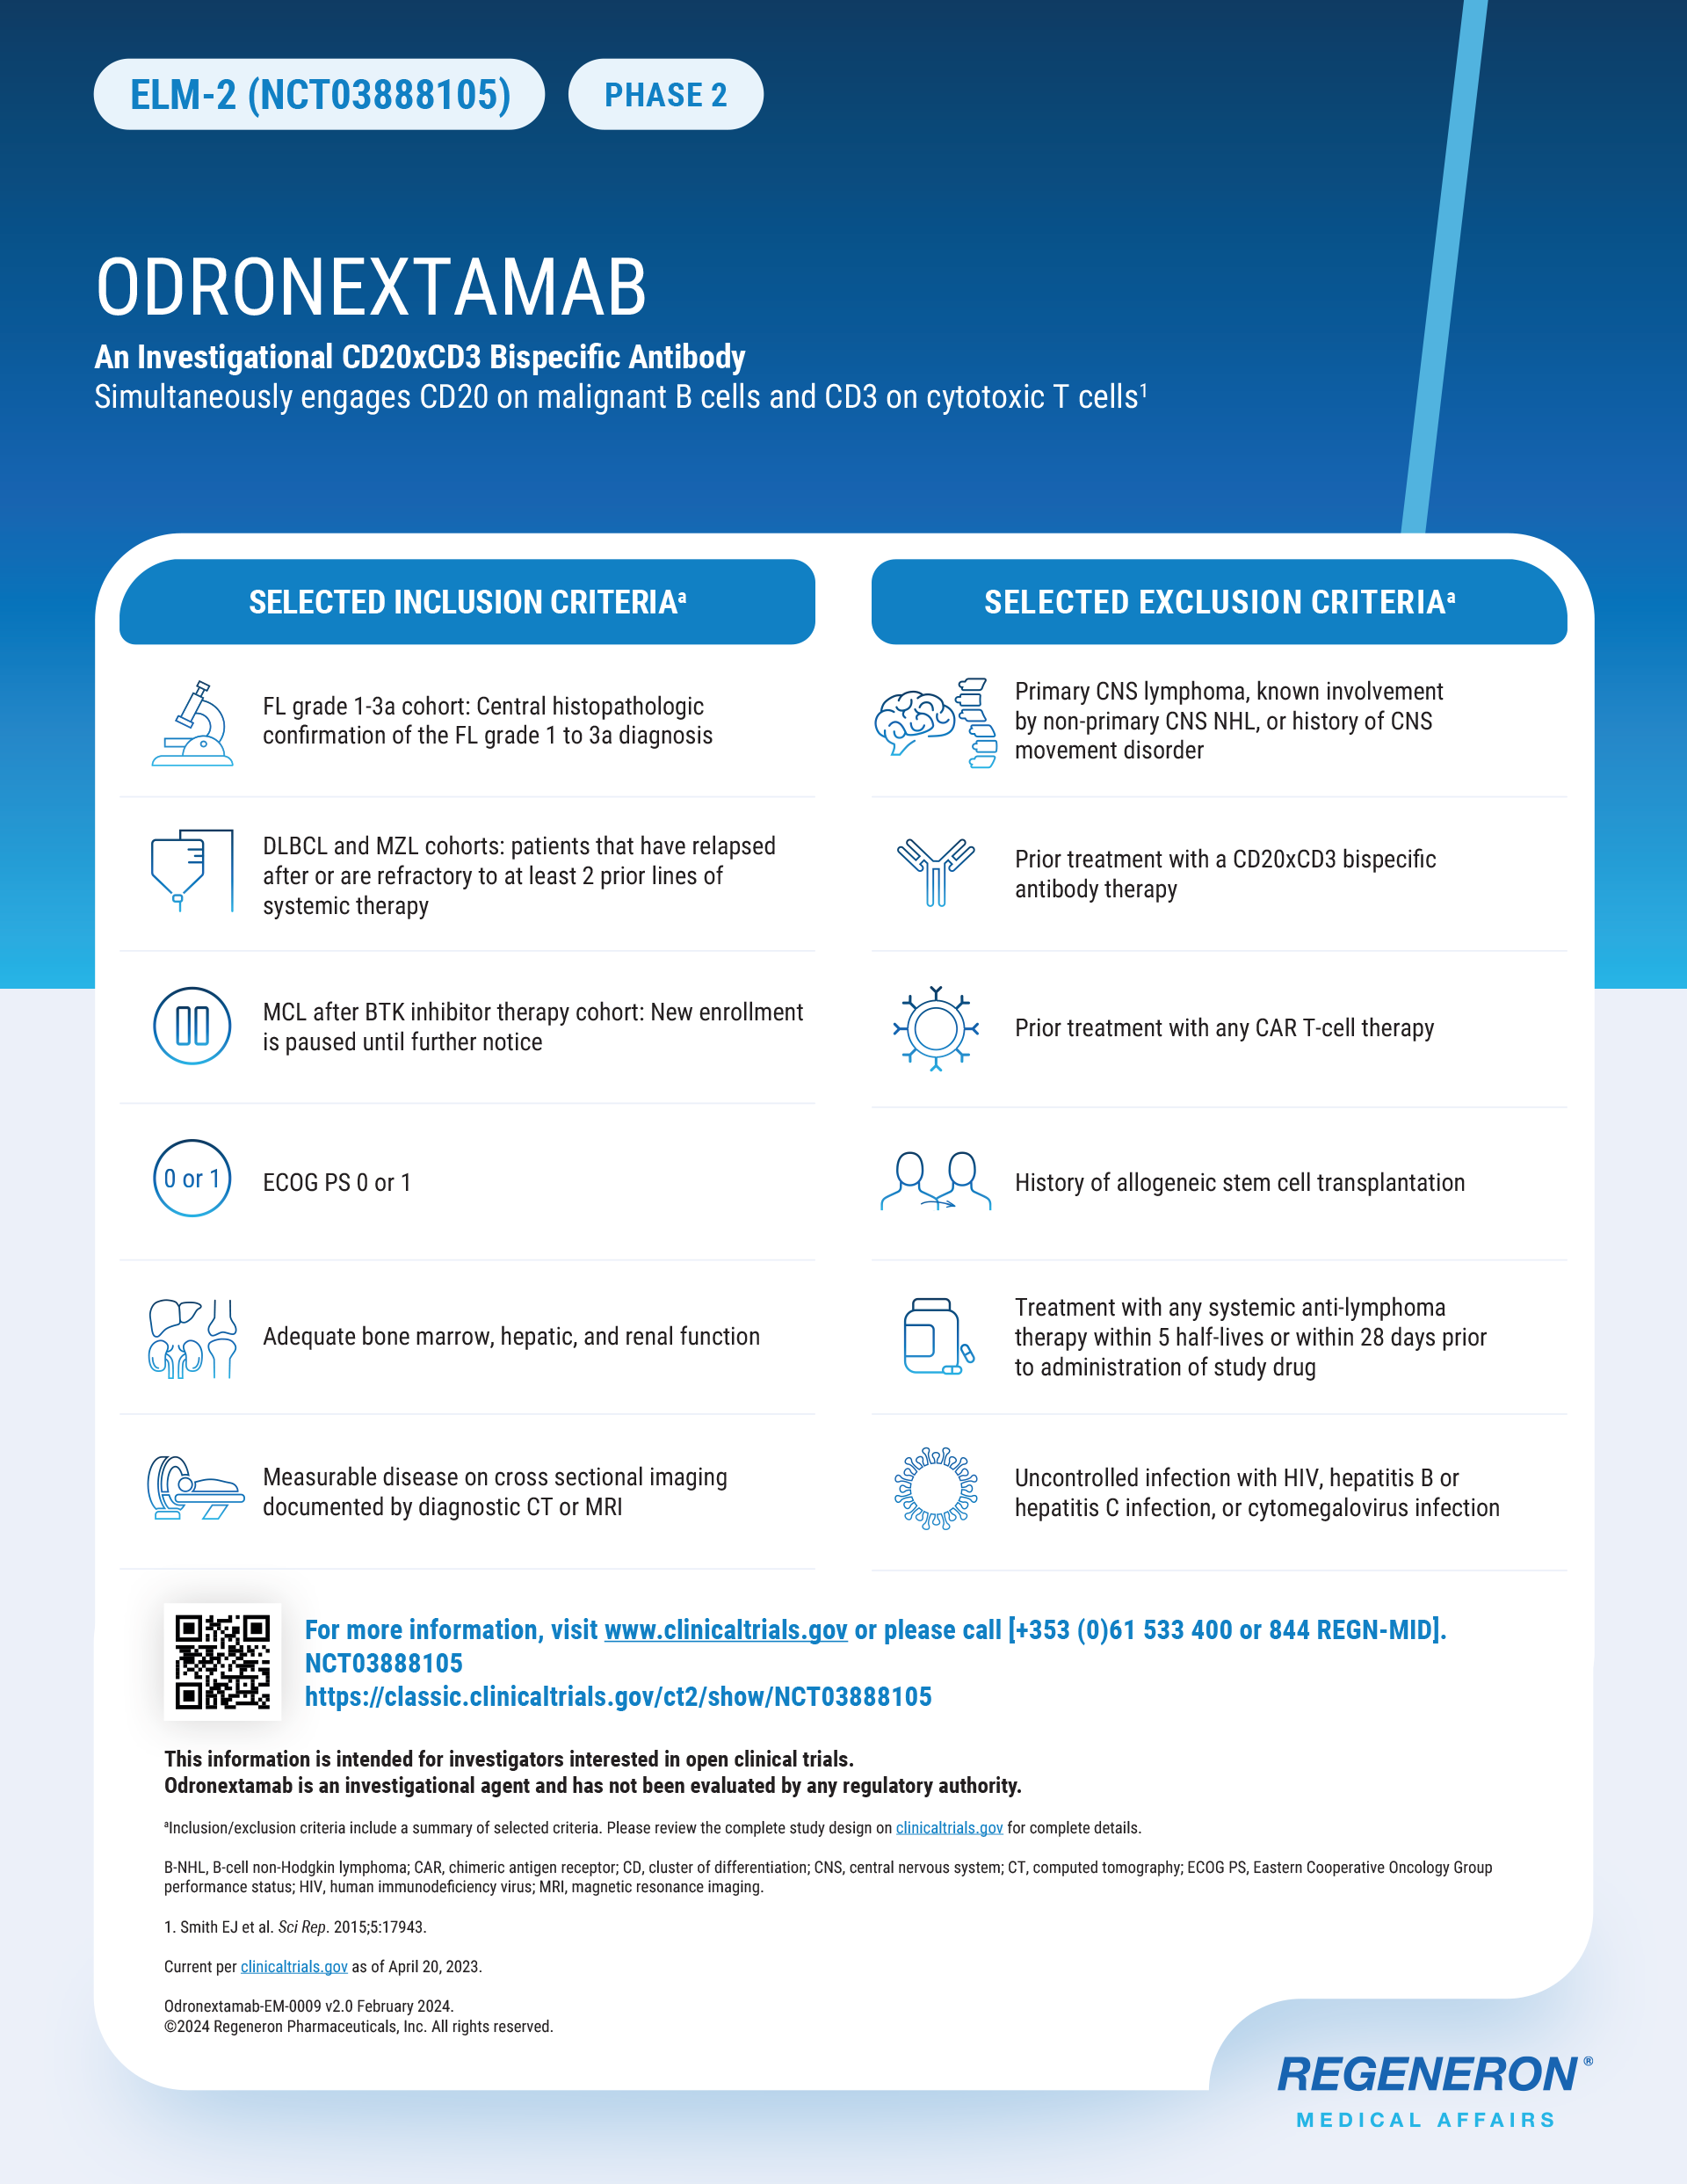 ELM-2 (NCT03888105)
PHASE 2
ODRONEXTAMAB
An Investigational CD20xCD3 Bispecific Antibody
Simultaneously engages CD20 on malignant B cells and CD3 on cytotoxic T cells¹
SELECTED INCLUSION CRITERIAᵃ
FL grade 1-3a cohort: Central histopathologic
confirmation of the FL grade 1 to 3a diagnosis
DLBCL and MZL cohorts: patients that have relapsed
after or are refractory to at least 2 prior lines of
systemic therapy
MCL after BTK inhibitor therapy cohort: New enrollment
is paused until further notice
0 or 1
ECOG PS 0 or 1
Adequate bone marrow, hepatic, and renal function
Measurable disease on cross sectional imaging
documented by diagnostic CT or MRI
SELECTED EXCLUSION CRITERIAᵃ
Primary CNS lymphoma, known involvement
by non-primary CNS NHL, or history of CNS
movement disorder
Prior treatment with a CD20xCD3 bispecific
antibody therapy
Prior treatment with any CAR T-cell therapy
History of allogeneic stem cell transplantation
Treatment with any systemic anti-lymphoma
therapy within 5 half-lives or within 28 days prior
to administration of study drug
Uncontrolled infection with HIV, hepatitis B or
hepatitis C infection, or cytomegalovirus infection
For more information, visit www.clinicaltrials.gov or please call [+353 (0)61 533 400 or 844 REGN-MID].
NCT03888105
https://classic.clinicaltrials.gov/ct2/show/NCT03888105
This information is intended for investigators interested in open clinical trials.
Odronextamab is an investigational agent and has not been evaluated by any regulatory authority.
ᵃInclusion/exclusion criteria include a summary of selected criteria. Please review the complete study design on clinicaltrials.gov for complete details.
B-NHL, B-cell non-Hodgkin lymphoma; CAR, chimeric antigen receptor; CD, cluster of differentiation; CNS, central nervous system; CT, computed tomography; ECOG PS, Eastern Cooperative Oncology Group
performance status; HIV, human immunodeficiency virus; MRI, magnetic resonance imaging.
1. Smith EJ et al. Sci Rep. 2015;5:17943.
Current per clinicaltrials.gov as of April 20, 2023.
Odronextamab-EM-0009 v2.0 February 2024.
©2024 Regeneron Pharmaceuticals, Inc. All rights reserved.
REGENERON®
MEDICAL AFFAIRS